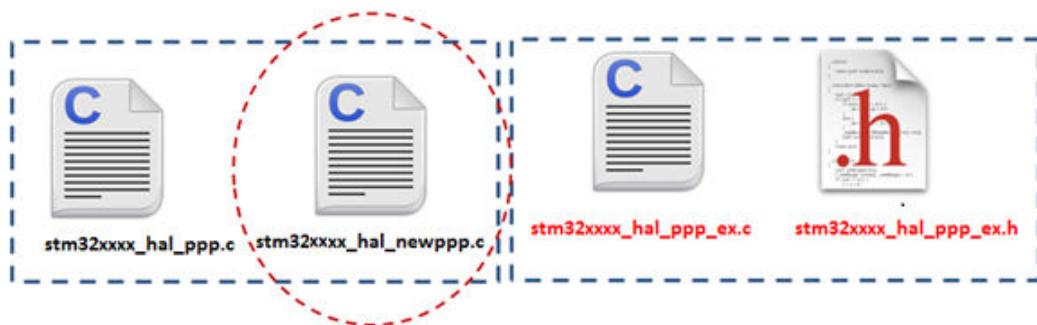 C
stm32xxxx_hal_ppp.c
C
stm32xxxx_hal_newppp.c
C
stm32xxxx_hal_ppp_ex.c
.h
stm32xxxx_hal_ppp_ex.h